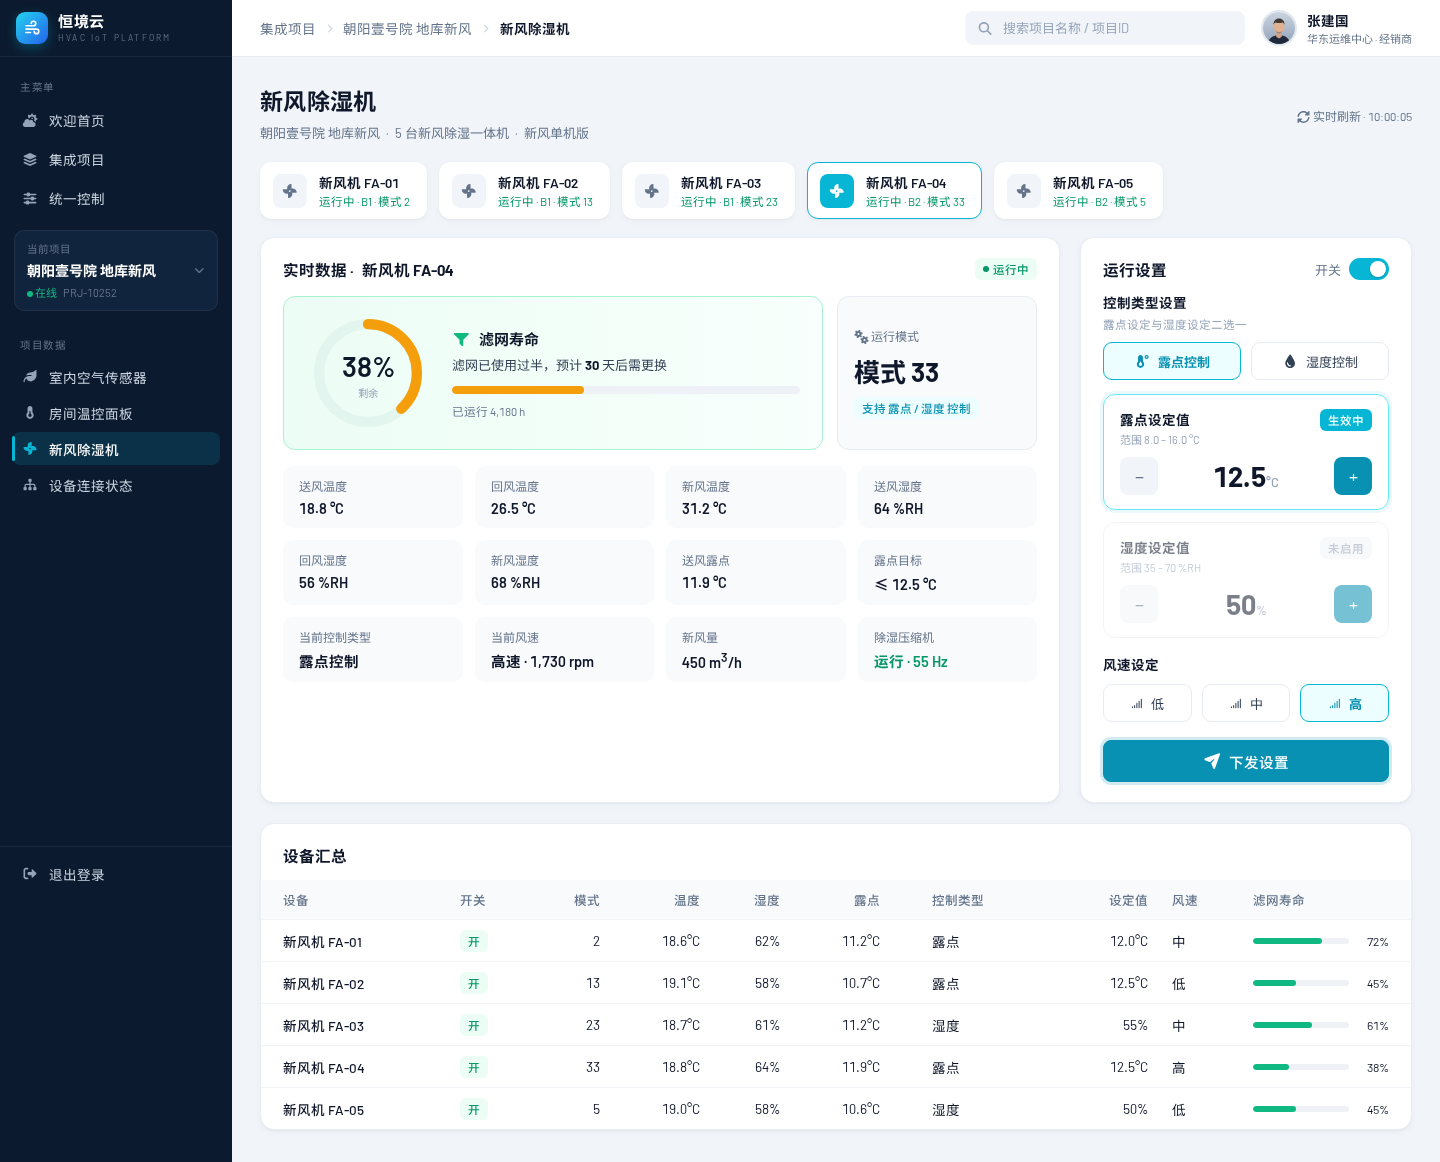 恒境云
HVAC IoT PLATFORM
主菜单
欢迎首页
集成项目
统一控制
当前项目
朝阳壹号院 地库新风
在线 PRJ-10252
项目数据
室内空气传感器
房间温控面板
新风除湿机
设备连接状态
退出登录
集成项目 朝阳壹号院 地库新风 新风除湿机
搜索项目名称 / 项目ID
张建国
华东运维中心 · 经销商
新风除湿机
朝阳壹号院 地库新风 · 5 台新风除湿一体机 · 新风单机版
实时刷新 · 10:00:05
新风机 FA-01
运行中 · B1 · 模式 2
新风机 FA-02
运行中 · B1 · 模式 13
新风机 FA-03
运行中 · B1 · 模式 23
新风机 FA-04
运行中 · B2 · 模式 33
新风机 FA-05
运行中 · B2 · 模式 5
实时数据 · 新风机 FA-04
运行中
38%
剩余
滤网寿命
滤网已使用过半，预计 30 天后需更换
已运行 4,180 h
运行模式
模式 33
支持 露点 / 湿度 控制
送风温度
18.8 °C
回风温度
26.5 °C
新风温度
31.2 °C
送风湿度
64 %RH
回风湿度
56 %RH
新风湿度
68 %RH
送风露点
11.9 °C
露点目标
≤ 12.5 °C
当前控制类型
露点控制
当前风速
高速 · 1,730 rpm
新风量
450 m³/h
除湿压缩机
运行 · 55 Hz
运行设置
开关
控制类型设置
露点设定与湿度设定二选一
露点控制
湿度控制
露点设定值
生效中
范围 8.0 – 16.0 °C
− 12.5°C +
湿度设定值
未启用
范围 35 – 70 %RH
− 50% +
风速设定
低 中 高
下发设置
设备汇总
设备 开关 模式 温度 湿度 露点 控制类型 设定值 风速 滤网寿命
新风机 FA-01 开 2 18.6°C 62% 11.2°C 露点 12.0°C 中 72%
新风机 FA-02 开 13 19.1°C 58% 10.7°C 露点 12.5°C 低 45%
新风机 FA-03 开 23 18.7°C 61% 11.2°C 湿度 55% 中 61%
新风机 FA-04 开 33 18.8°C 64% 11.9°C 露点 12.5°C 高 38%
新风机 FA-05 开 5 19.0°C 58% 10.6°C 湿度 50% 低 45%